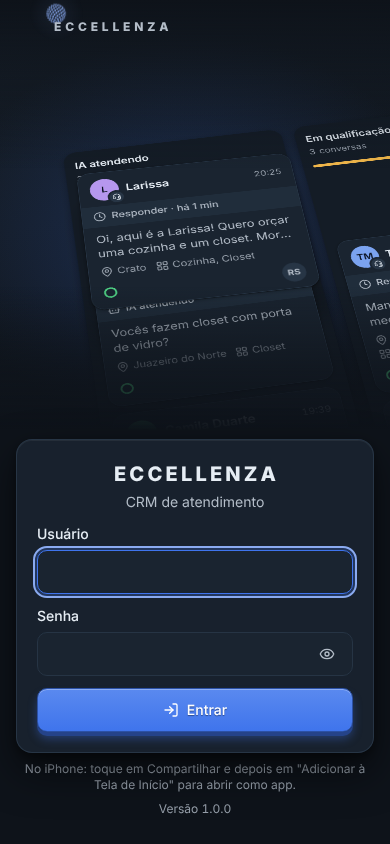 ECCELLENZA
IA atendendo
L
Larissa
20:25
Responder · há 1 min
Oi, aqui é a Larissa! Quero orçar
uma cozinha e um closet. Mor...
Crato
Cozinha, Closet
RS
IA atendendo
Vocês fazem closet com porta
de vidro?
Juazeiro do Norte
Closet
Duarte
19:39
Em qualificação
3 conversas
TM
ECCELLENZA
CRM de atendimento
Usuário
Senha
Entrar
No iPhone: toque em Compartilhar e depois em "Adicionar à
Tela de Início" para abrir como app.
Versão 1.0.0